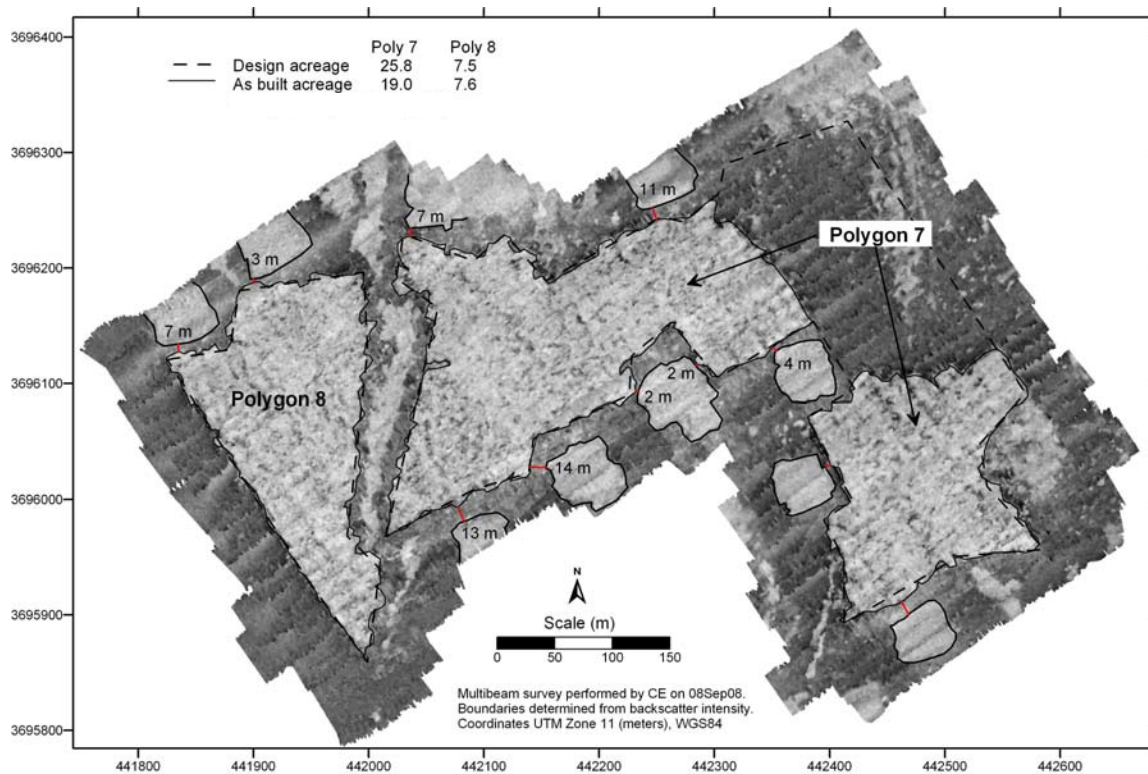 3696400
3696300
3696200
3696100
3696000
3695900
3695800
Poly 7 Poly 8
Design acreage 25.8 7.5
As built acreage 19.0 7.6
11 m
7 m
Polygon 7
3 m
7 m
4 m
2 m
2 m
Polygon 8
14 m
13 m
N
Scale (m)
0 50 100 150
Multibeam survey performed by CE on 08Sep08.
Boundaries determined from backscatter intensity.
Coordinates UTM Zone 11 (meters), WGS84
441800 441900 442000 442100 442200 442300 442400 442500 442600